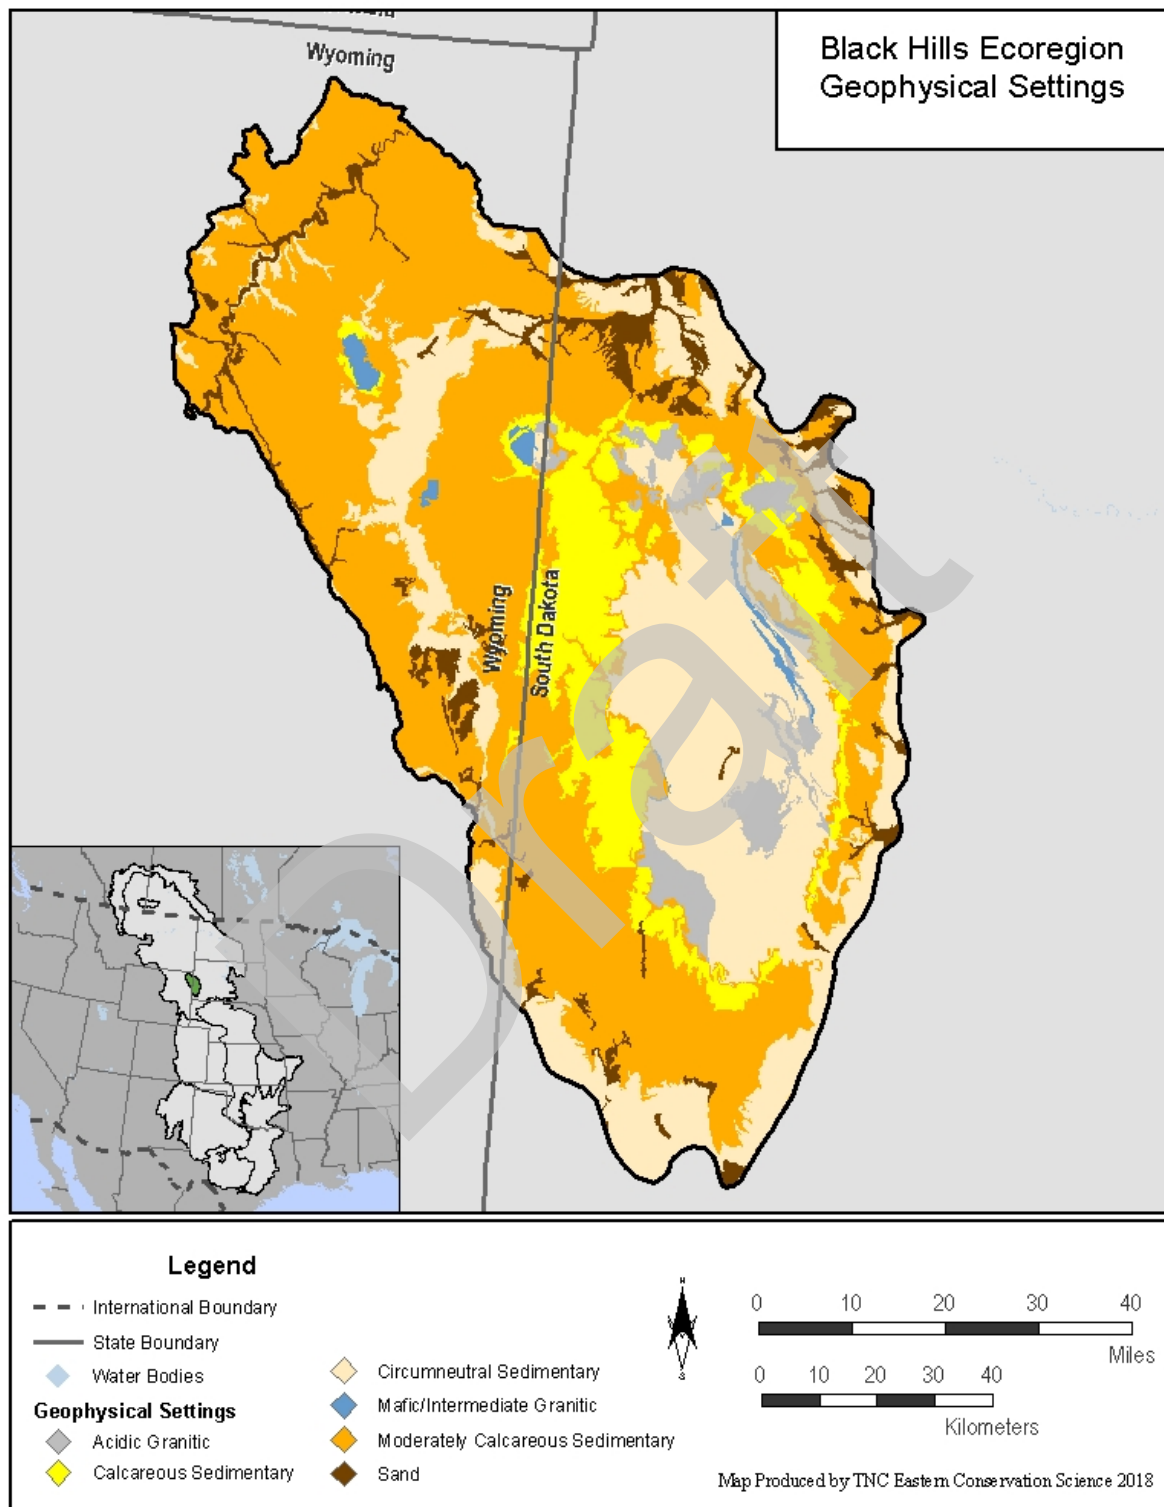 Wyoming
Black Hills Ecoregion
Geophysical Settings
Wyoming
South Dakota
Draft
Legend
International Boundary
State Boundary
Water Bodies
Geophysical Settings
Acidic Granitic
Calcareous Sedimentary
Circumneutral Sedimentary
Mafic/Intermediate Granitic
Moderately Calcareous Sedimentary
Sand
N
S
0 10 20 30 40
Miles
0 10 20 30 40
Kilometers
Map Produced by TNC Eastern Conservation Science 2018